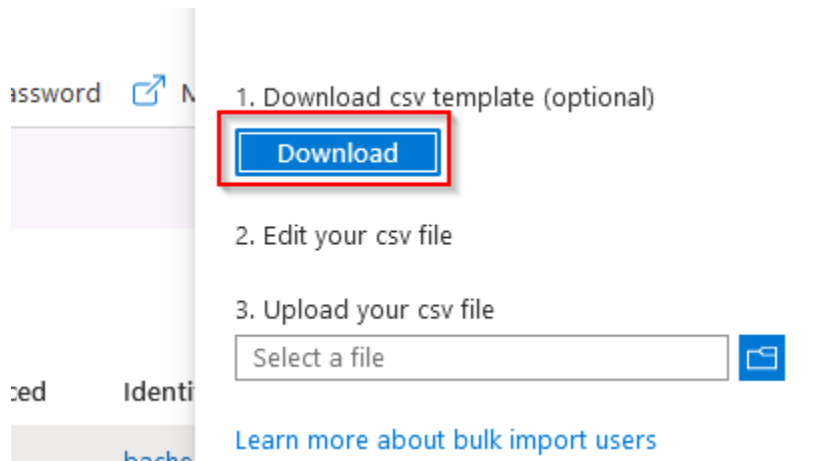 assword
1. Download csv template (optional)
Download
2. Edit your csv file
3. Upload your csv file
Select a file
Identi
Learn more about bulk import users